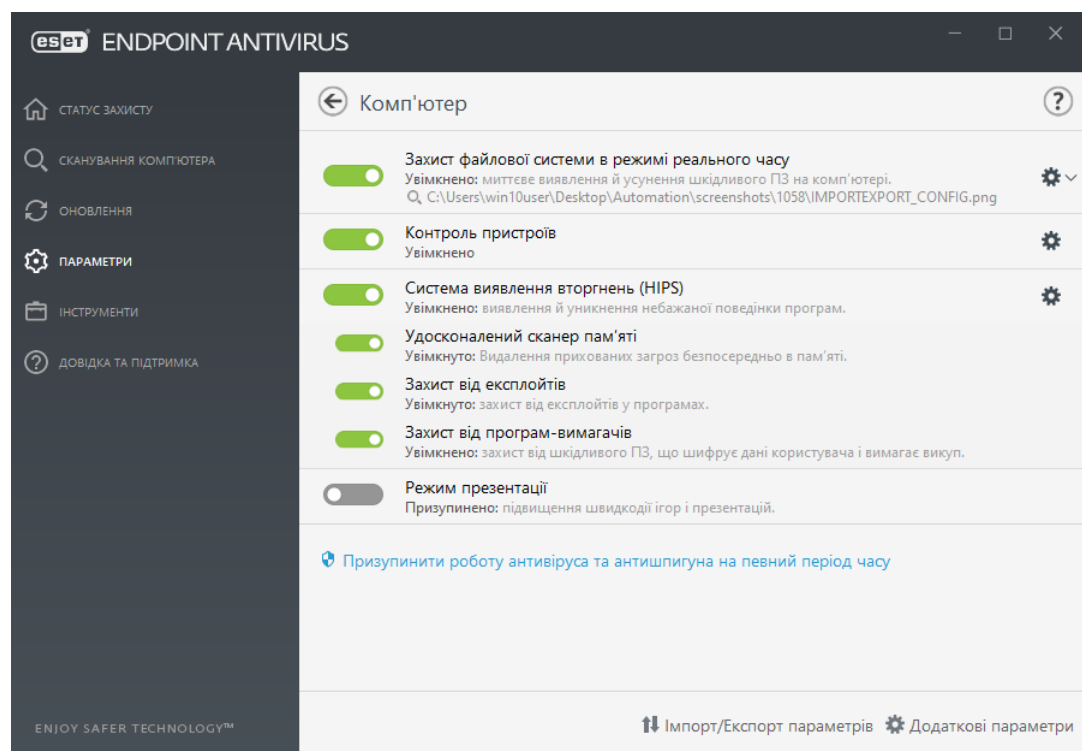 eset ENDPOINT ANTIVIRUS
СТАТУС ЗАХИСТУ
СКАНУВАННЯ КОМП'ЮТЕРА
ОНОВЛЕННЯ
ПАРАМЕТРИ
ІНСТРУМЕНТИ
ДОВІДКА ТА ПІДТРИМКА
ENJOY SAFER TECHNOLOGY™
Комп'ютер
?
Захист файлової системи в режимі реального часу
Увімкнено: миттєве виявлення й усунення шкідливого ПЗ на комп'ютері.
C:\Users\win10user\Desktop\Automation\screenshots\1058\IMPORTEXPORT_CONFIG.png
Контроль пристроїв
Увімкнено
Система виявлення вторгнень (HIPS)
Увімкнено: виявлення й уникнення небажаної поведінки програм.
Удосконалений сканер пам’яті
Увімкнуто: Видалення прихованих загроз безпосередньо в пам’яті.
Захист від експлойтів
Увімкнуто: захист від експлойтів у програмах.
Захист від програм-вимагачів
Увімкнено: захист від шкідливого ПЗ, що шифрує дані користувача і вимагає викуп.
Режим презентації
Призупинено: підвищення швидкодії ігор і презентацій.
Призупинити роботу антивіруса та антишпигуна на певний період часу
Імпорт/Експорт параметрів Додаткові параметри